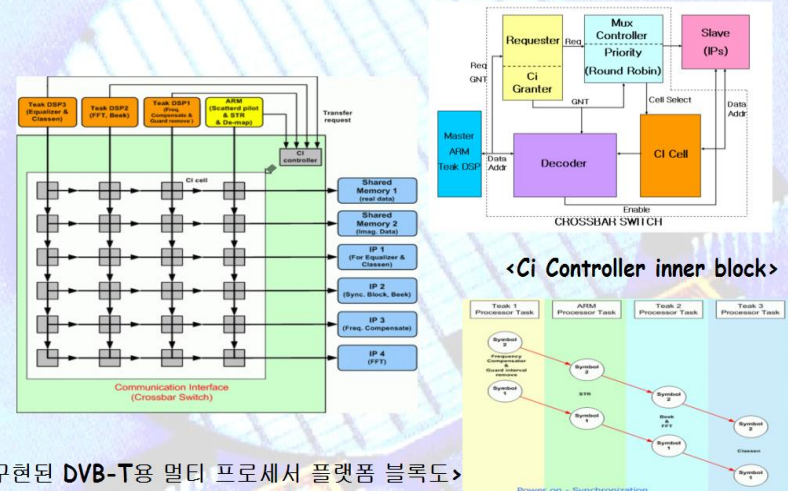 Teak DSP3
(Equalizer &
Classen)
Teak DSP2
(FFT, Beek)
Teak DSP1
(Freq.
Compensate &
Guard remove )
ARM
(Scatterd pilot
& STR
& De-map)
Transfer
request
CI
controller
CI cell
Shared
Memory 1
(real data)
Shared
Memory 2
(Imag. Data)
IP 1
(For Equalizer &
Classen)
IP 2
(Sync. Block, Beek)
IP 3
(Freq. Compensate)
IP 4
(FFT)
Communication Interface
(Crossbar Switch)
구현된 DVB-T용 멀티 프로세서 플랫폼 블록도>
Requester
Ci
Granter
Req
Mux
Controller
Priority
(Round Robin)
Slave
(IPs)
Req
GNT
GNT
Cell Select
Data
Addr
Master
ARM
Teak DSP
Data
Addr
Decoder
CI Cell
Enable
CROSSBAR SWITCH
<Ci Controller inner block>
Teak 1
Processor Task
ARM
Processor Task
Teak 2
Processor Task
Teak 3
Processor Task
Symbol
2
Frequency
Compensator
&
Guard interval
remove
Symbol
1
Symbol
2
STR
Symbol
1
Symbol
2
Beek
&
FFT
Symbol
1
Symbol
2
Classen
Symbol
1
Power on - Synchronization